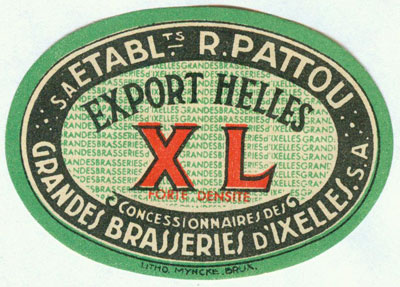 S.A ETABL.TS R. PATTOU
EXPORT HELLES
XL
FORTE DENSITE
CONCESSIONNAIRES DES
GRANDES BRASSERIES D'IXELLES. S.A
LITHO. MYNCKE. BRUX.